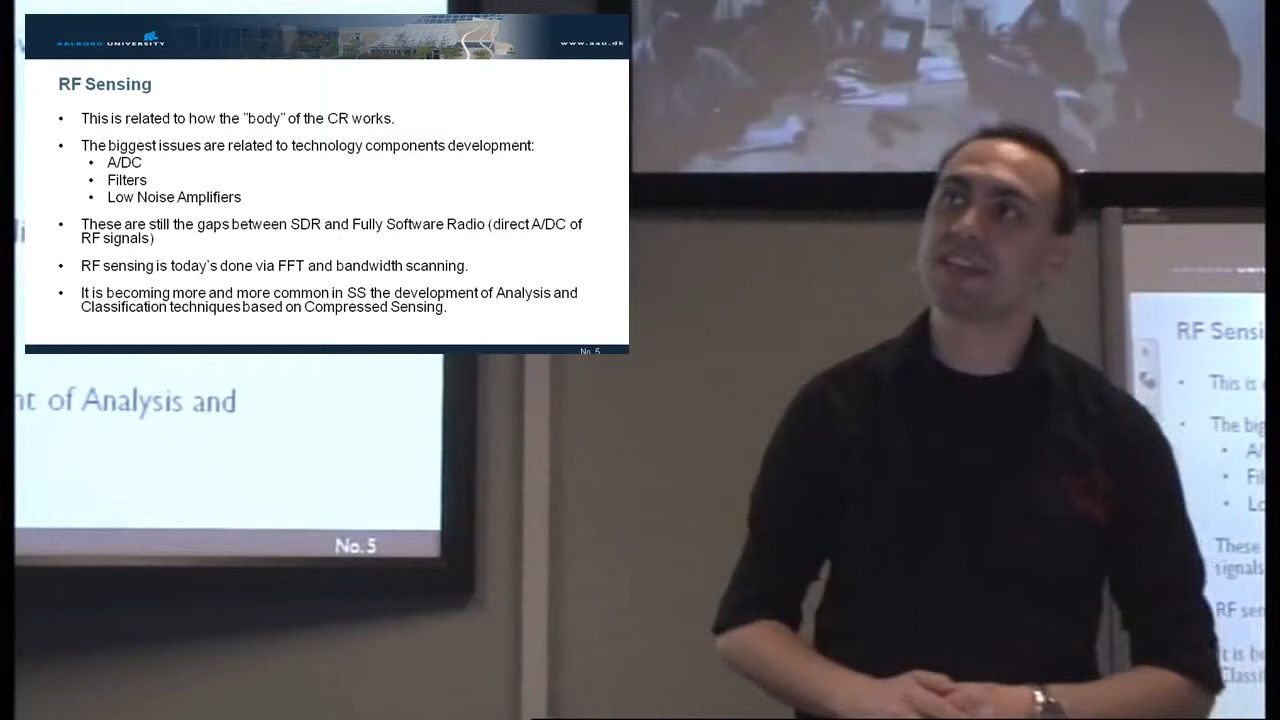 AALBORG UNIVERSITY
www.aau.dk
RF Sensing
• This is related to how the ”body” of the CR works.
• The biggest issues are related to technology components development:
• A/DC
• Filters
• Low Noise Amplifiers
• These are still the gaps between SDR and Fully Software Radio (direct A/DC of
RF signals)
• RF sensing is today’s done via FFT and bandwidth scanning.
• It is becoming more and more common in SS the development of Analysis and
Classification techniques based on Compressed Sensing.
No. 5
nt of Analysis and
No. 5
RF Sensi
• This is
• The big
• A/
• Fil
• Lo
These
signals
RF sen
t is be
Classif